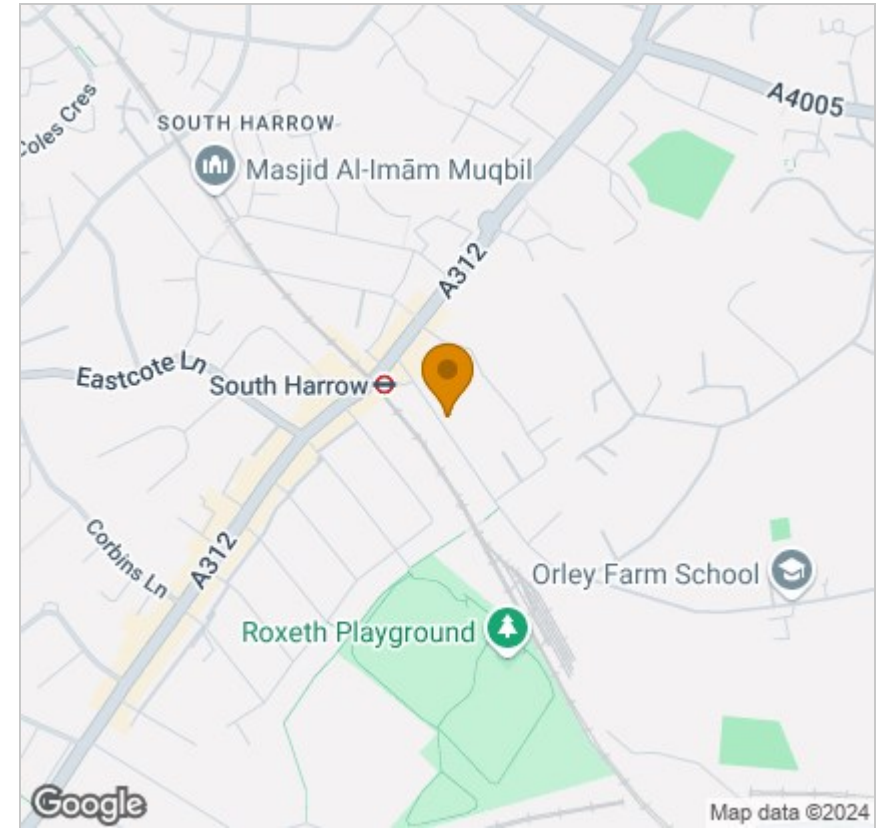 A4005
Coles Cres
SOUTH HARROW
Masjid Al-Imām Muqbil
A312
Eastcote Ln
South Harrow
Corbins Ln
A312
Orley Farm School
Roxeth Playground
Google
Map data ©2024